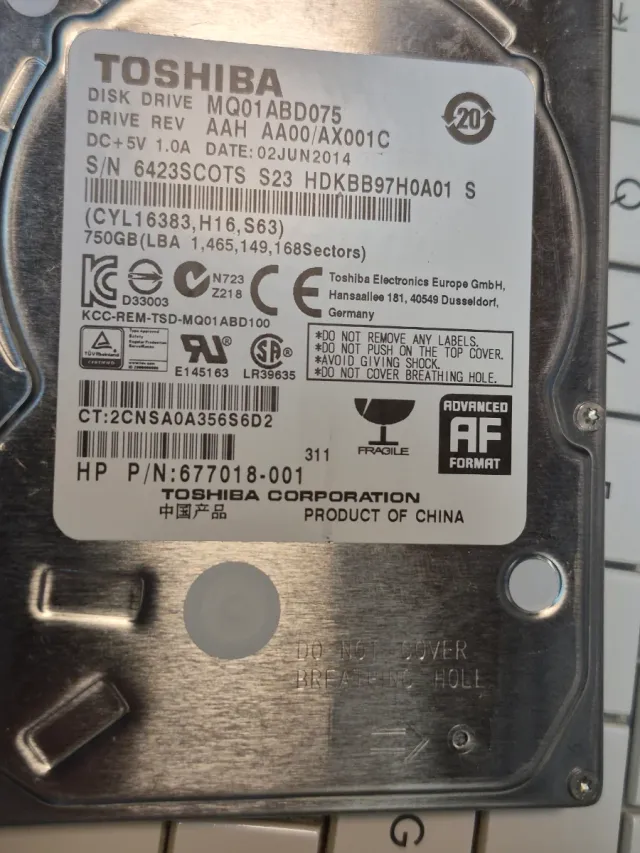 TOSHIBA
DISK DRIVE MQ01ABD075
DRIVE REV AAH AA00/AX001C
DC+5V 1.0A DATE: 02JUN2014
20
S/N 6423SCOTS S23 HDKBB97H0A01 S
(CYL16383,H16,S63)
750GB(LBA 1,465,149,168Sectors)
D33003
N723
Z218
Toshiba Electronics Europe GmbH,
Hansaallee 181, 40549 Dusseldorf,
Germany
KCC-REM-TSD-MQ01ABD100
E145163
LR39635
*DO NOT REMOVE ANY LABELS.
*DO NOT PUSH ON THE TOP COVER.
*AVOID GIVING SHOCK.
*DO NOT COVER BREATHING HOLE.
CT:2CNSA0A356S6D2
311
FRAGILE
ADVANCED
AF
FORMAT
HP P/N:677018-001
TOSHIBA CORPORATION
中国产品
PRODUCT OF CHINA
DO NOT COVER
BREATHING HOLE
Q
W
G